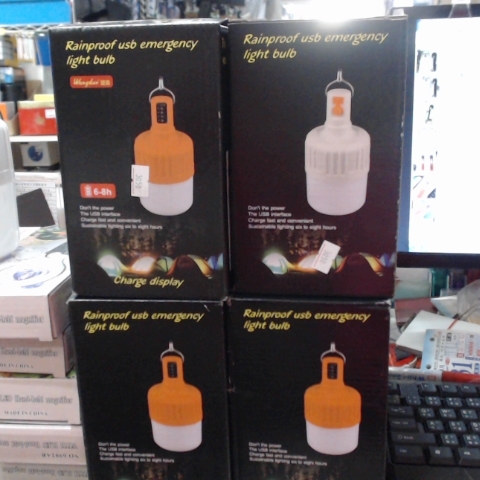 Rainproof usb emergency
light bulb
6-8h
Don't the power
The USB interface
Charge fast and convenient
Sustainable lighting six to eight hours
Charge display
Rainproof usb emergency
light bulb
Don't the power
The USB interface
Charge fast and convenient
Sustainable lighting six to eight hours
Rainproof usb emergency
light bulb
Don't the power
The USB interface
Charge fast and convenient
Sustainable lighting six to eight hours
Rainproof usb emergency
light bulb
Don't the power
The USB interface
Charge fast and convenient
Sustainable lighting six to eight hours
MADE IN CHINA